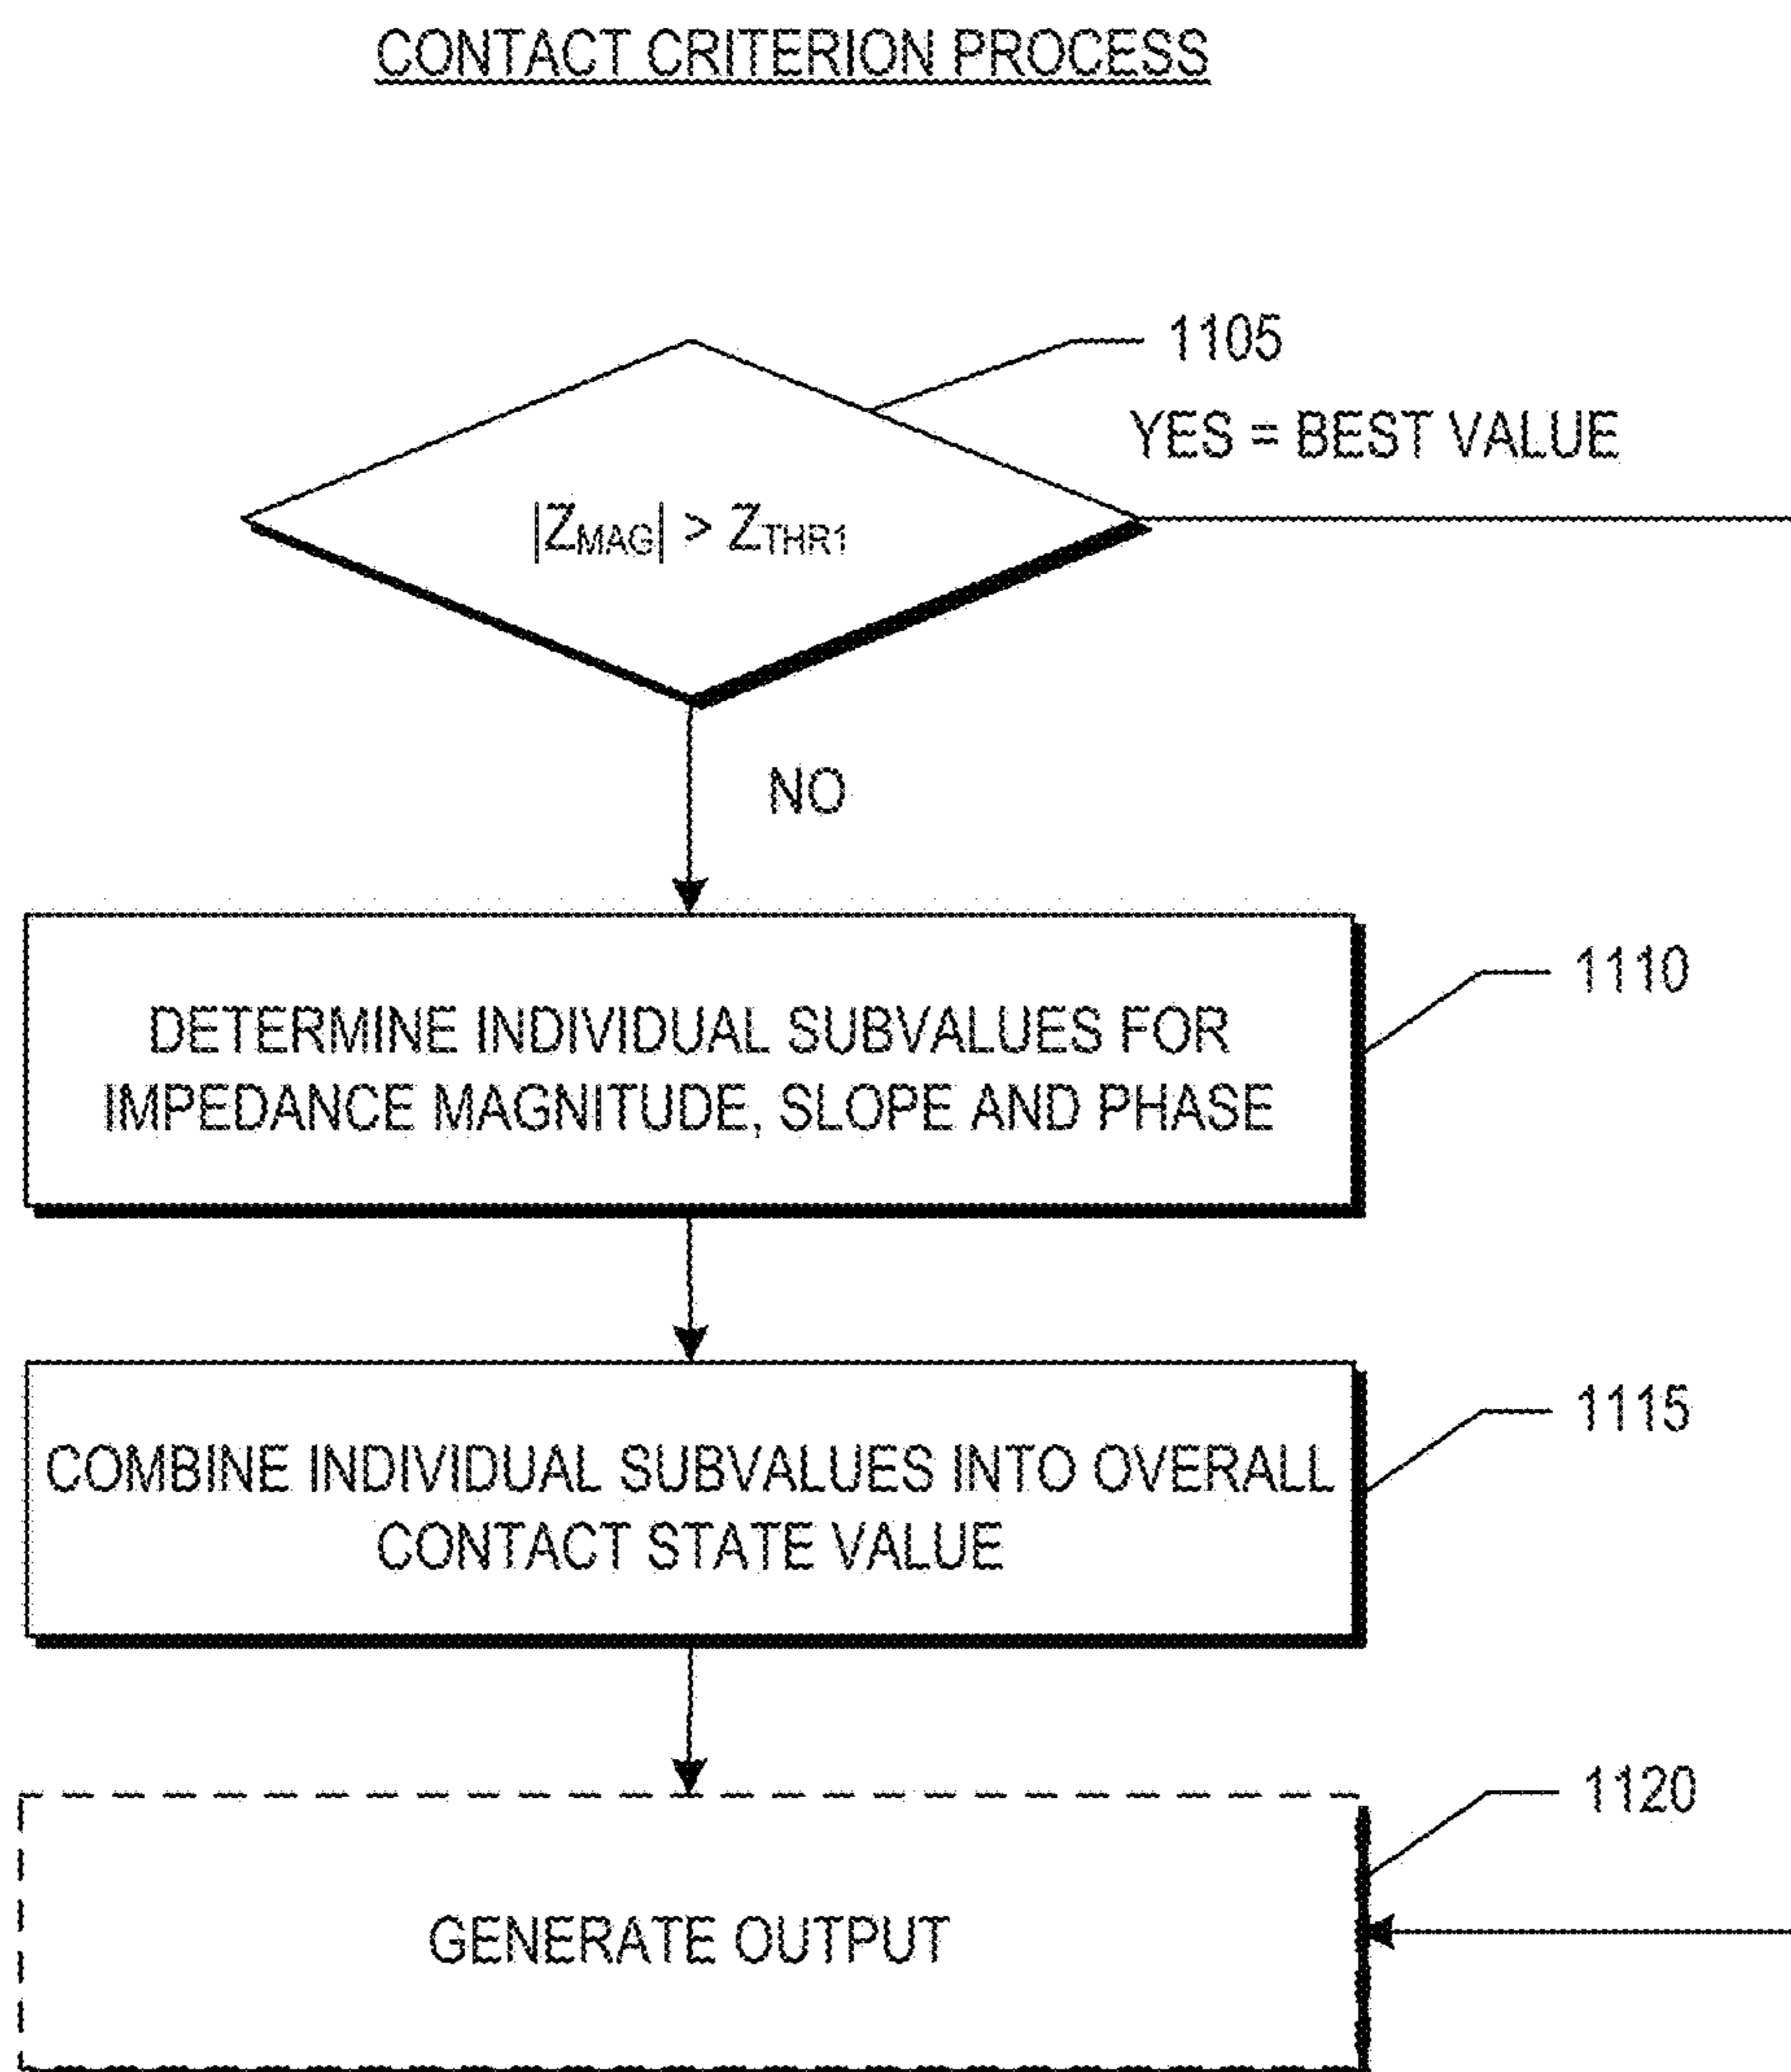 CONTACT CRITERION PROCESS
1105
YES = BEST VALUE
|ZMAG| > ZTHR1
NO
1110
DETERMINE INDIVIDUAL SUBVALUES FOR
IMPEDANCE MAGNITUDE, SLOPE AND PHASE
1115
COMBINE INDIVIDUAL SUBVALUES INTO OVERALL
CONTACT STATE VALUE
1120
GENERATE OUTPUT